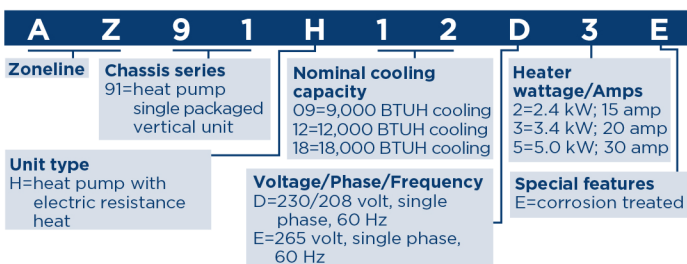 A Z 9 1 H 1 2 D 3 E
Zoneline
Chassis series
91=heat pump
single packaged
vertical unit
Unit type
H=heat pump with
electric resistance
heat
Nominal cooling
capacity
09=9,000 BTUH cooling
12=12,000 BTUH cooling
18=18,000 BTUH cooling
Voltage/Phase/Frequency
D=230/208 volt, single
phase, 60 Hz
E=265 volt, single phase,
60 Hz
Heater
wattage/Amps
2=2.4 kW; 15 amp
3=3.4 kW; 20 amp
5=5.0 kW; 30 amp
Special features
E=corrosion treated